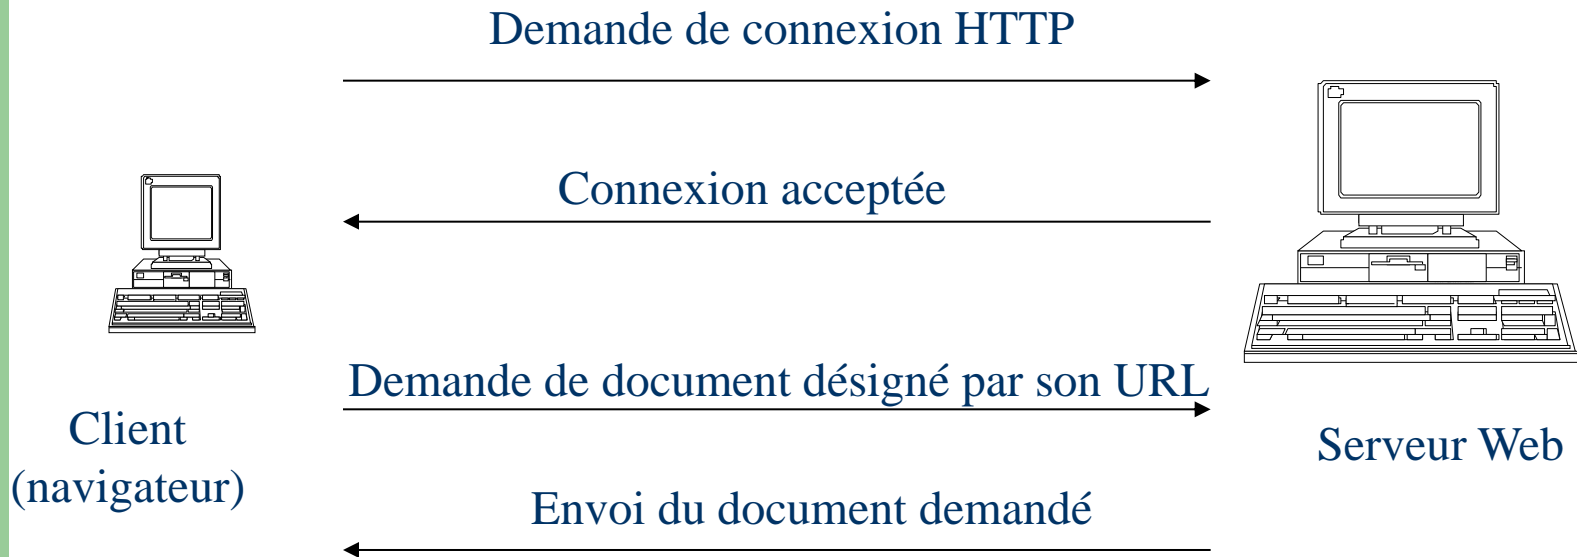 Demande de connexion HTTP
Connexion acceptée
Demande de document désigné par son URL
Client
(navigateur)
Serveur Web
Envoi du document demandé